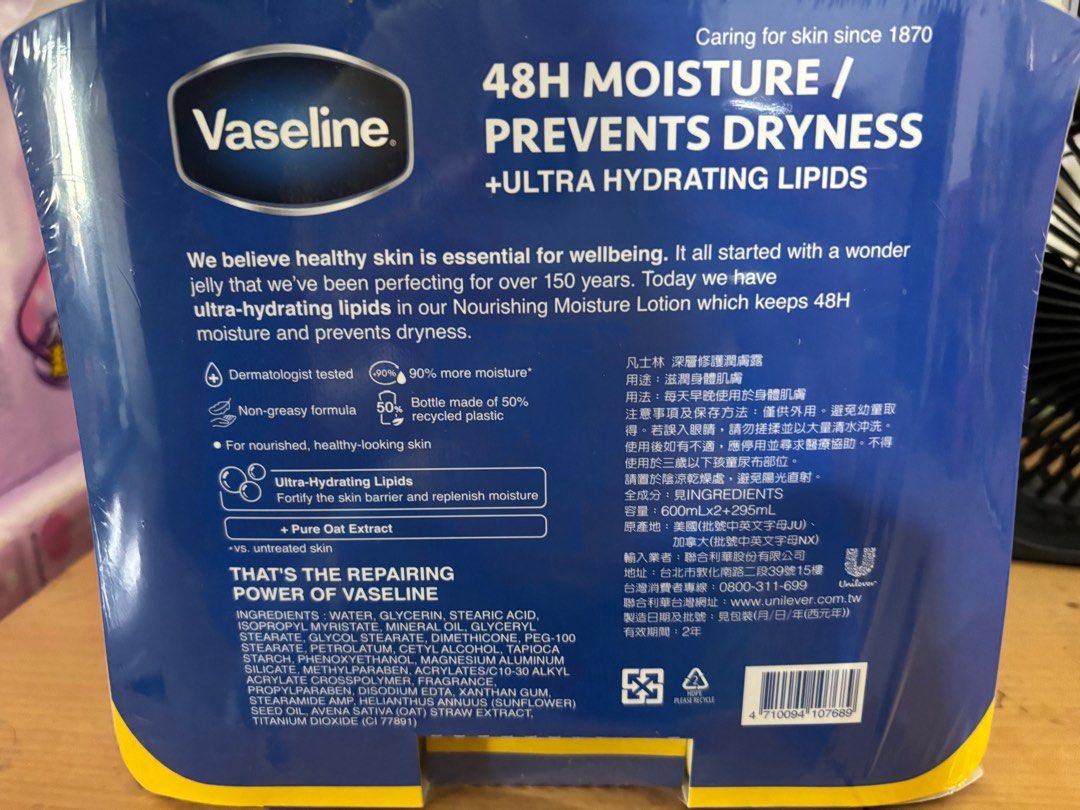 Caring for skin since 1870
Vaseline®
48H MOISTURE /
PREVENTS DRYNESS
+ULTRA HYDRATING LIPIDS
We believe healthy skin is essential for wellbeing. It all started with a wonder
jelly that we've been perfecting for over 150 years. Today we have
ultra-hydrating lipids in our Nourishing Moisture Lotion which keeps 48H
moisture and prevents dryness.
Dermatologist tested
+90% 90% more moisture*
Non-greasy formula
50% Bottle made of 50%
recycled plastic
• For nourished, healthy-looking skin
Ultra-Hydrating Lipids
Fortify the skin barrier and replenish moisture
+ Pure Oat Extract
*vs. untreated skin
THAT'S THE REPAIRING
POWER OF VASELINE
INGREDIENTS : WATER, GLYCERIN, STEARIC ACID,
ISOPROPYL MYRISTATE, MINERAL OIL, GLYCERYL
STEARATE, GLYCOL STEARATE, DIMETHICONE, PEG-100
STEARATE, PETROLATUM, CETYL ALCOHOL, TAPIOCA
STARCH, PHENOXYETHANOL, MAGNESIUM ALUMINUM
SILICATE, METHYLPARABEN, ACRYLATES/C10-30 ALKYL
ACRYLATE CROSSPOLYMER, FRAGRANCE,
PROPYLPARABEN, DISODIUM EDTA, XANTHAN GUM,
STEARAMIDE AMP, HELIANTHUS ANNUUS (SUNFLOWER)
SEED OIL, AVENA SATIVA (OAT) STRAW EXTRACT,
TITANIUM DIOXIDE (CI 77891)
凡士林 深層修護潤膚露
用途：滋潤身體肌膚
用法：每天早晚使用於身體肌膚
注意事項及保存方法：僅供外用。避免幼童取
得。若誤入眼睛，請勿搓揉並以大量清水沖洗。
使用後如有不適，應停用並尋求醫療協助。不得
使用於三歲以下孩童尿布部位。
請置於陰涼乾燥處，避免陽光直射。
全成分：見INGREDIENTS
容量：600mLx2+295mL
原產地：美國(批號中英文字母JU)、
加拿大(批號中英文字母NX)
輸入業者：聯合利華股份有限公司
地址：台北市敦化南路二段39號15樓
台灣消費者專線：0800-311-699
聯合利華台灣網址：www.unilever.com.tw
製造日期及批號：見包裝(月/日/年(西元年))
有效期間：2年
Unilever
HDPE
PLEASE RECYCLE
4 710094 107689